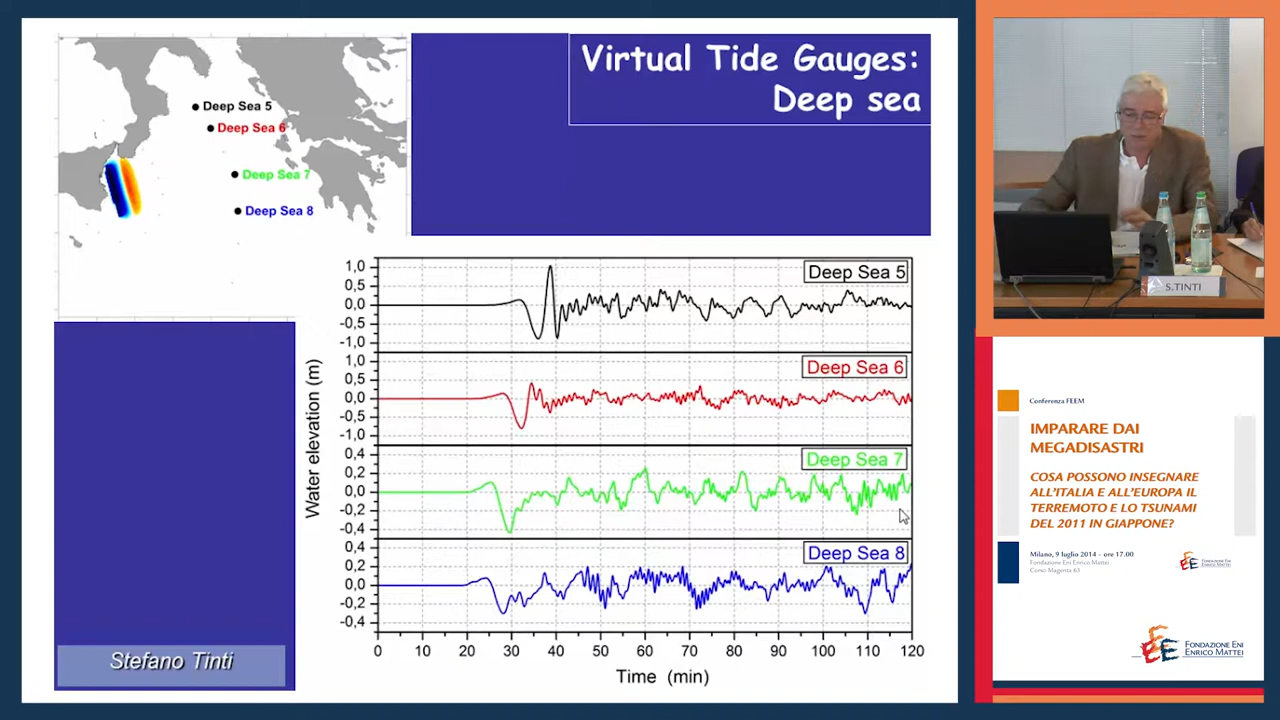 Virtual Tide Gauges:
Deep sea
Deep Sea 5
Deep Sea 6
Deep Sea 7
Deep Sea 8
Water elevation (m)
1,0
0,5
0,0
-0,5
-1,0
Deep Sea 5
1,0
0,5
0,0
-0,5
-1,0
Deep Sea 6
0,4
0,2
0,0
-0,2
-0,4
Deep Sea 7
0,4
0,2
0,0
-0,2
-0,4
Deep Sea 8
0 10 20 30 40 50 60 70 80 90 100 110 120
Time (min)
Stefano Tinti
S.TINTI
Conferenza FEEM
IMPARARE DAI
MEGADISASTRI
COSA POSSONO INSEGNARE
ALL'ITALIA E ALL'EUROPA IL
TERREMOTO E LO TSUNAMI
DEL 2011 IN GIAPPONE?
Milano, 9 luglio 2014 – ore 17.00
Fondazione Eni Enrico Mattei
Corso Magenta 63
FONDAZIONE ENI
ENRICO MATTEI
FONDAZIONE ENI
ENRICO MATTEI